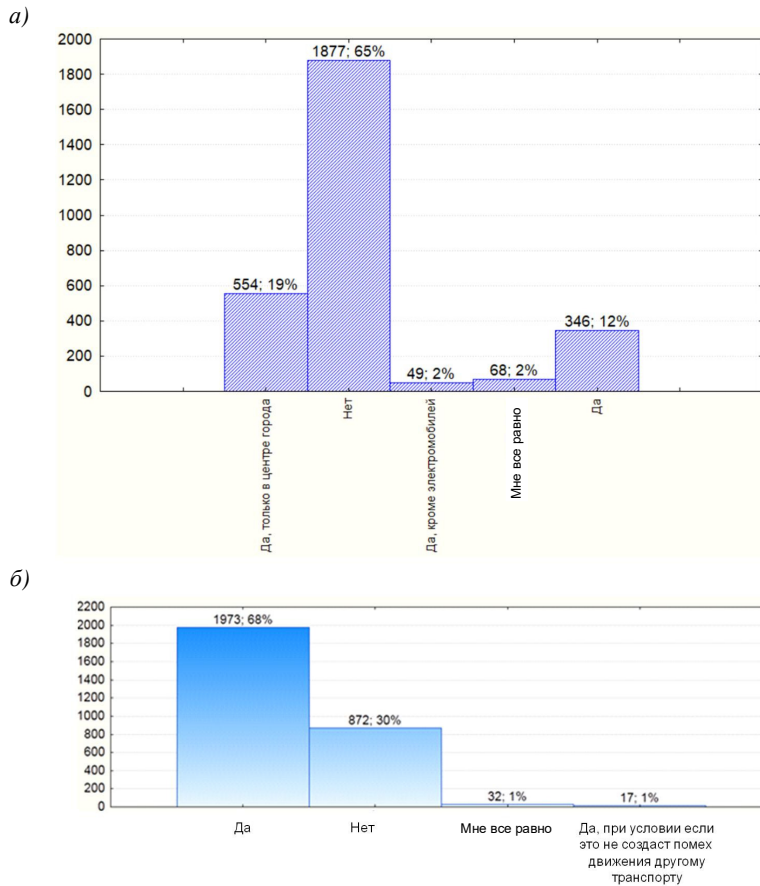 а)
2000
1800
1600
1400
1200
1000
800
600
400
200
0
554; 19%
1877; 65%
49; 2%
68; 2%
346; 12%
Да, только в центре города
Нет
Да, кроме электромобилей
Мне все равно
Да
б)
2200
2000
1800
1600
1400
1200
1000
800
600
400
200
0
1973; 68%
872; 30%
32; 1%
17; 1%
Да
Нет
Мне все равно
Да, при условии если
это не создаст помех
движения другому
транспорту